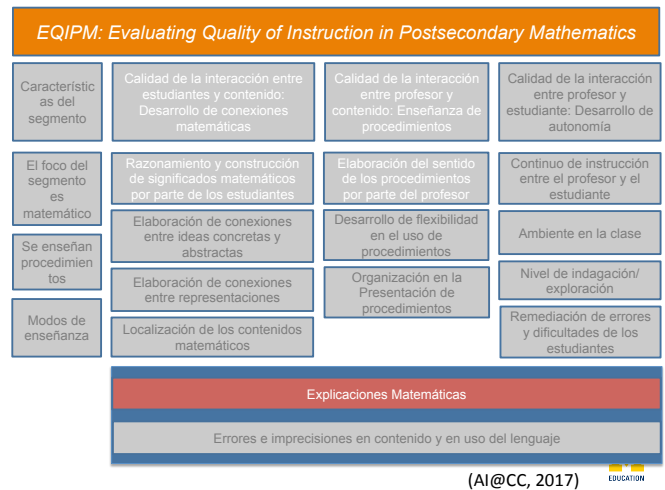 EQIPM: Evaluating Quality of Instruction in Postsecondary Mathematics
Característic
as del
segmento
Calidad de la interacción entre
estudiantes y contenido:
Desarrollo de conexiones
matemáticas
Calidad de la interacción
entre profesor y
contenido: Enseñanza de
procedimientos
Calidad de la interacción
entre profesor y
estudiante: Desarrollo de
autonomía
El foco del
segmento
es
matemático
Razonamiento y construcción
de significados matemáticos
por parte de los estudiantes
Elaboración del sentido
de los procedimientos
por parte del profesor
Continuo de instrucción
entre el profesor y el
estudiante
Se enseñan
procedimien
tos
Elaboración de conexiones
entre ideas concretas y
abstractas
Desarrollo de flexibilidad
en el uso de
procedimientos
Ambiente en la clase
Modos de
enseñanza
Elaboración de conexiones
entre representaciones
Organización en la
Presentación de
procedimientos
Nivel de indagación/
exploración
Localización de los contenidos
matemáticos
Remediación de errores
y dificultades de los
estudiantes
Explicaciones Matemáticas
Errores e imprecisiones en contenido y en uso del lenguaje
(AI@CC, 2017)
EDUCATION